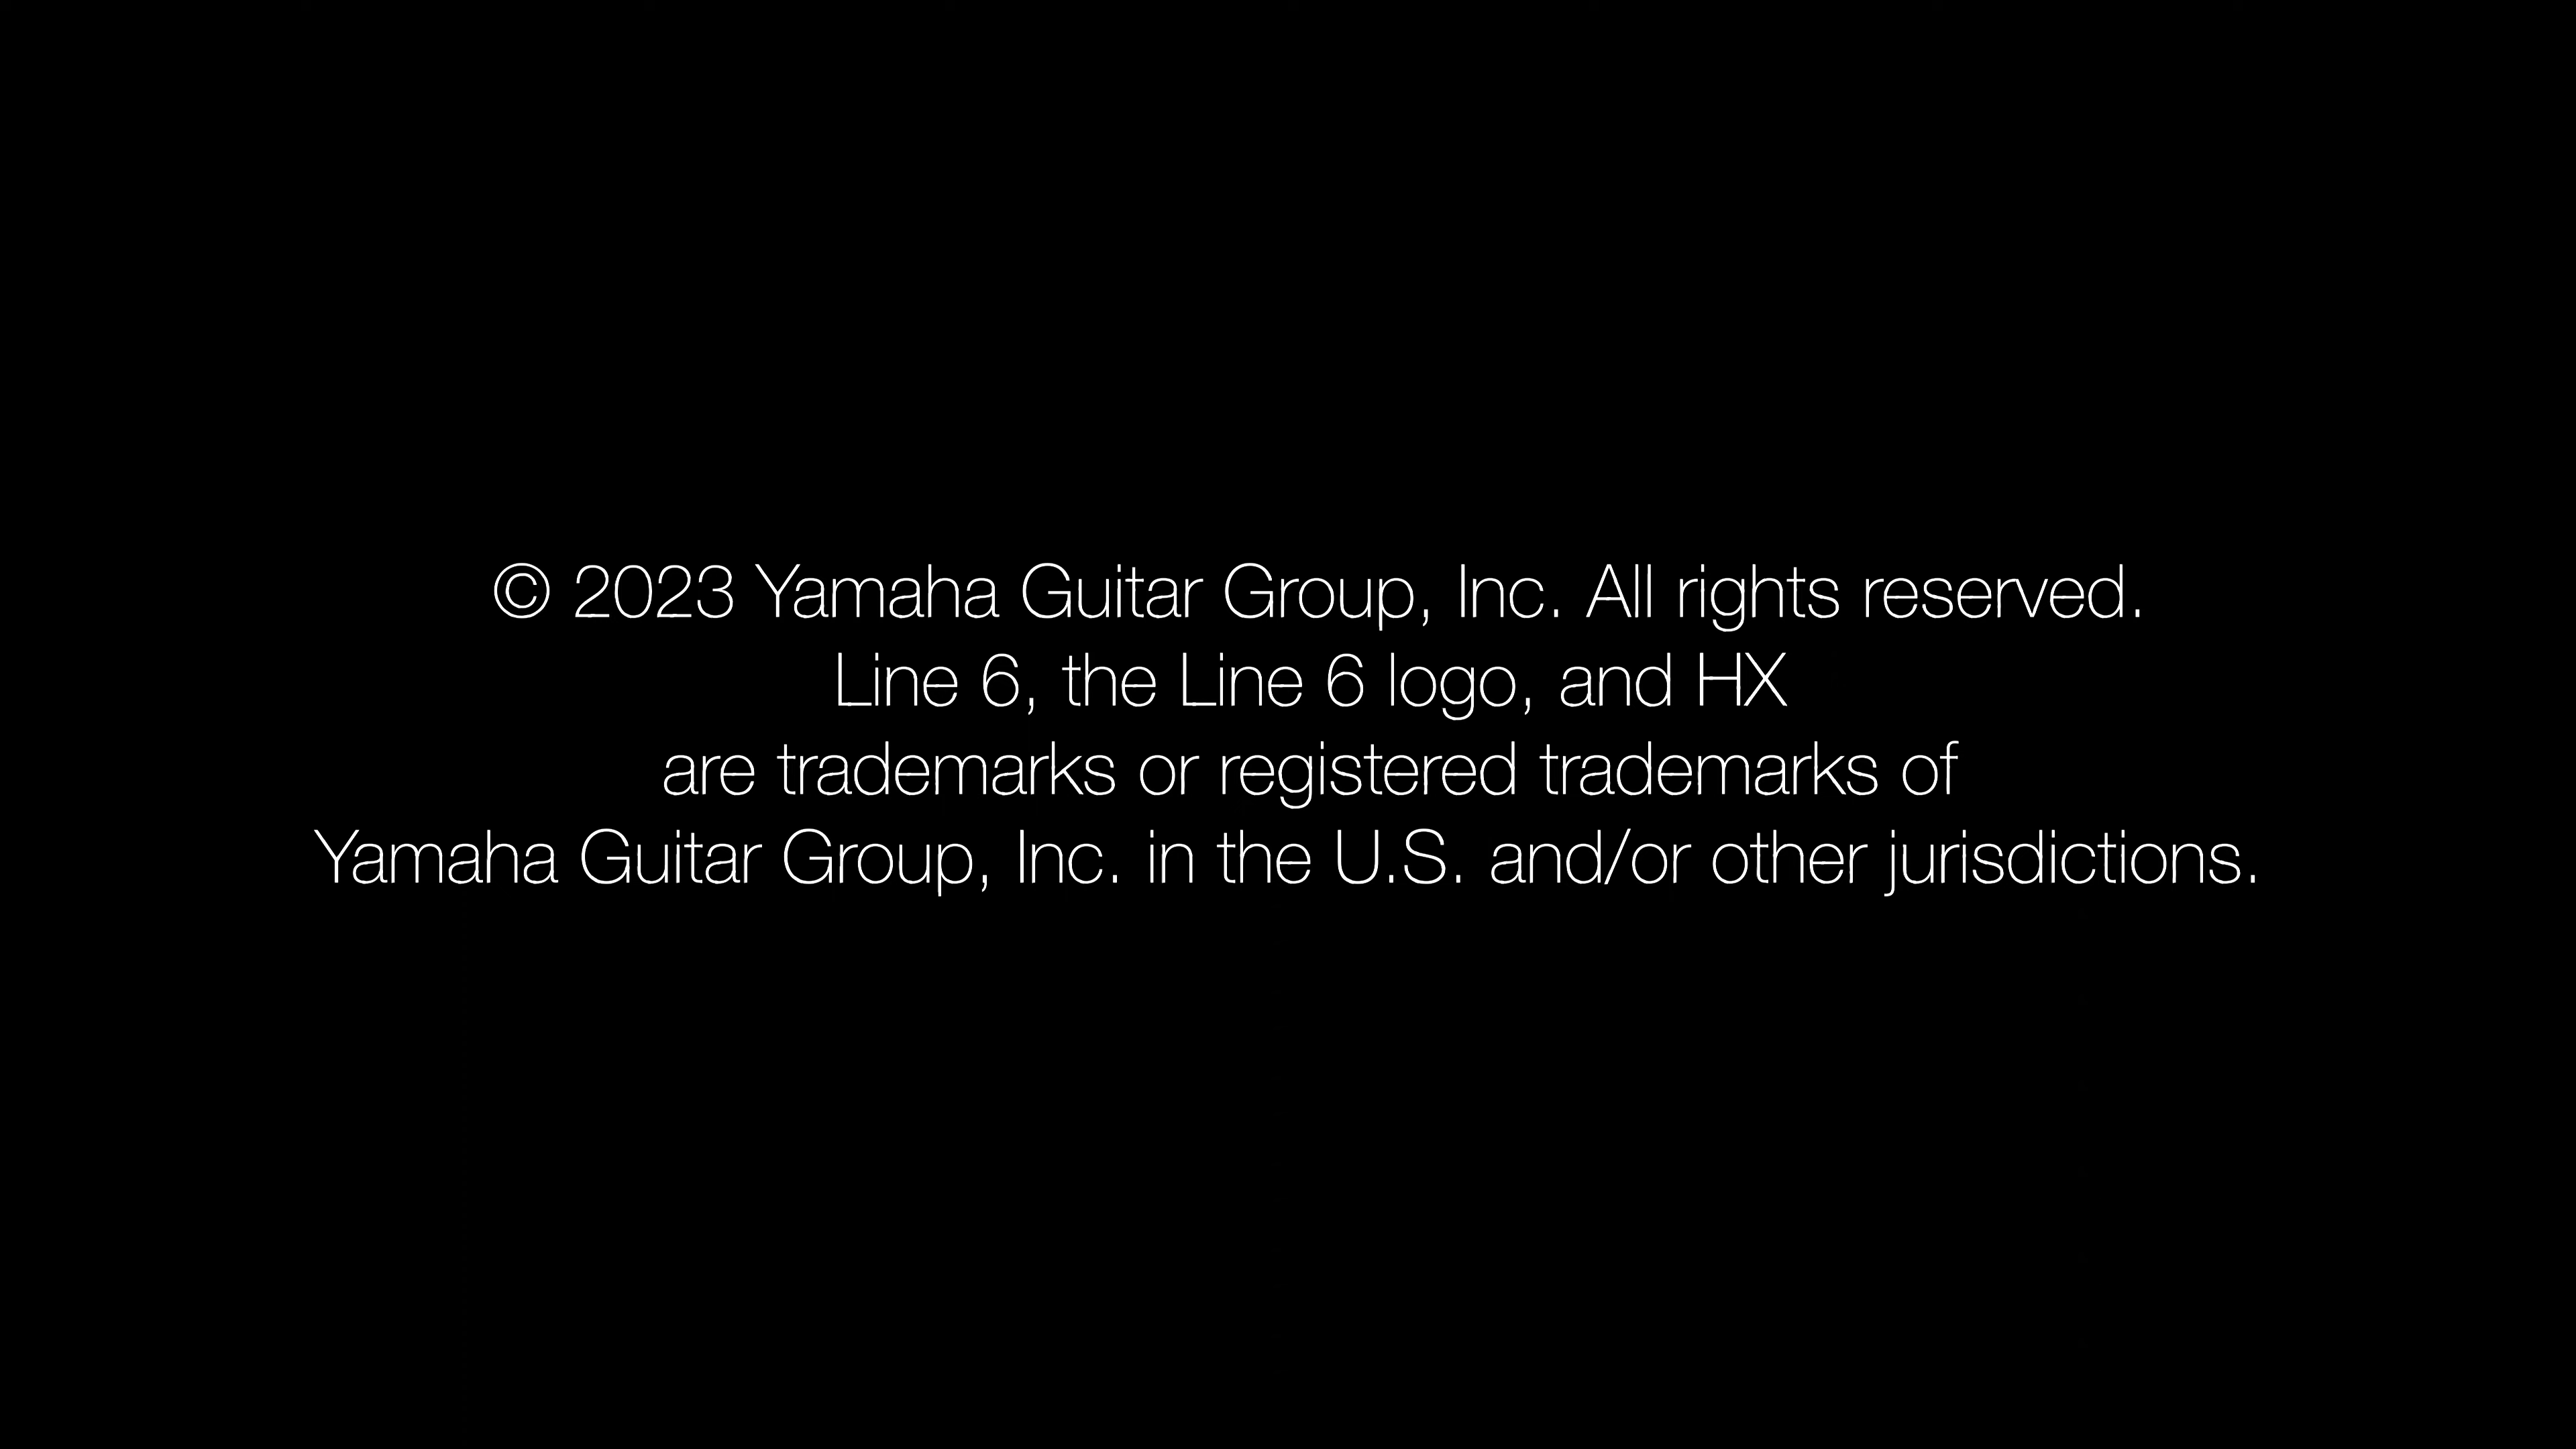 © 2023 Yamaha Guitar Group, Inc. All rights reserved.
Line 6, the Line 6 logo, and HX
are trademarks or registered trademarks of
Yamaha Guitar Group, Inc. in the U.S. and/or other jurisdictions.